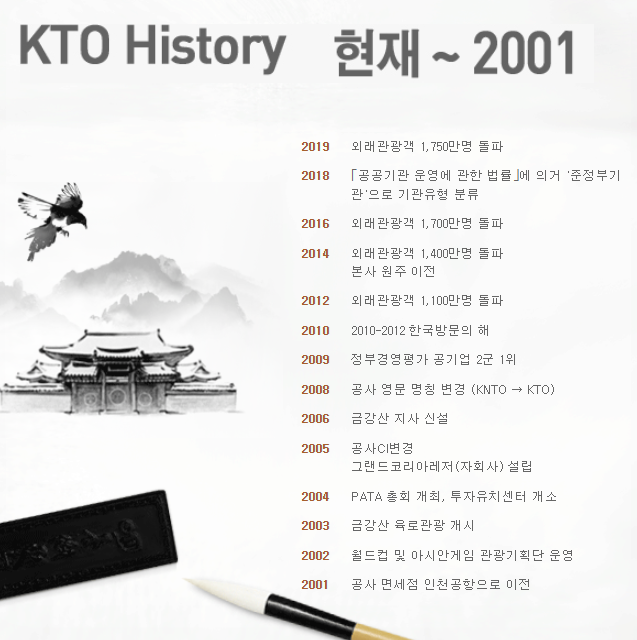 KTO History 현재 ~ 2001
2019 외래관광객 1,750만명 돌파
2018 「공공기관 운영에 관한 법률」에 의거 '준정부기
관'으로 기관유형 분류
2016 외래관광객 1,700만명 돌파
2014 외래관광객 1,400만명 돌파
본사 원주 이전
2012 외래관광객 1,100만명 돌파
2010 2010-2012 한국방문의 해
2009 정부경영평가 공기업 2군 1위
2008 공사 영문 명칭 변경 (KNTO → KTO)
2006 금강산 지사 신설
2005 공사CI변경
그랜드코리아레저(자회사) 설립
2004 PATA 총회 개최, 투자유치센터 개소
2003 금강산 육로관광 개시
2002 월드컵 및 아시안게임 관광기획단 운영
2001 공사 면세점 인천공항으로 이전